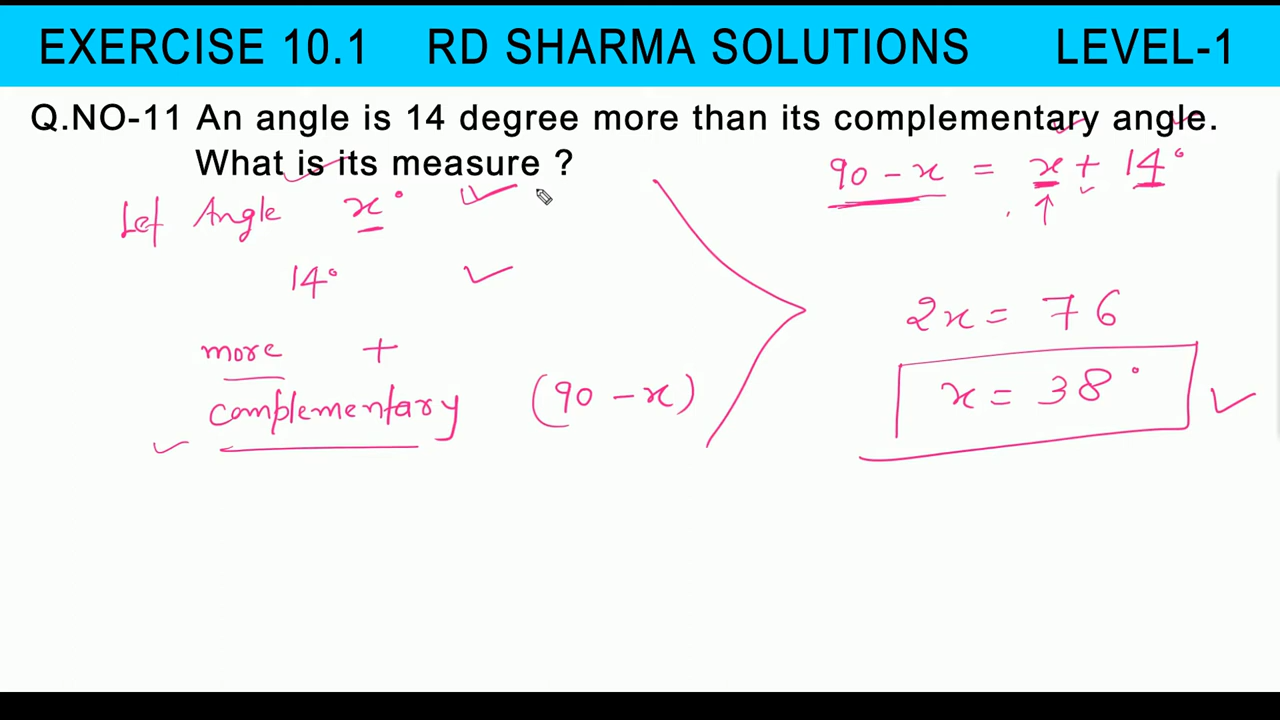 EXERCISE 10.1 RD SHARMA SOLUTIONS LEVEL-1
Q.NO-11 An angle is 14 degree more than its complementary angle.
What is its measure ?
90 - x = x + 14°
Let Angle x°
14°
2x = 76
more +
x = 38°
complementary (90 - x)